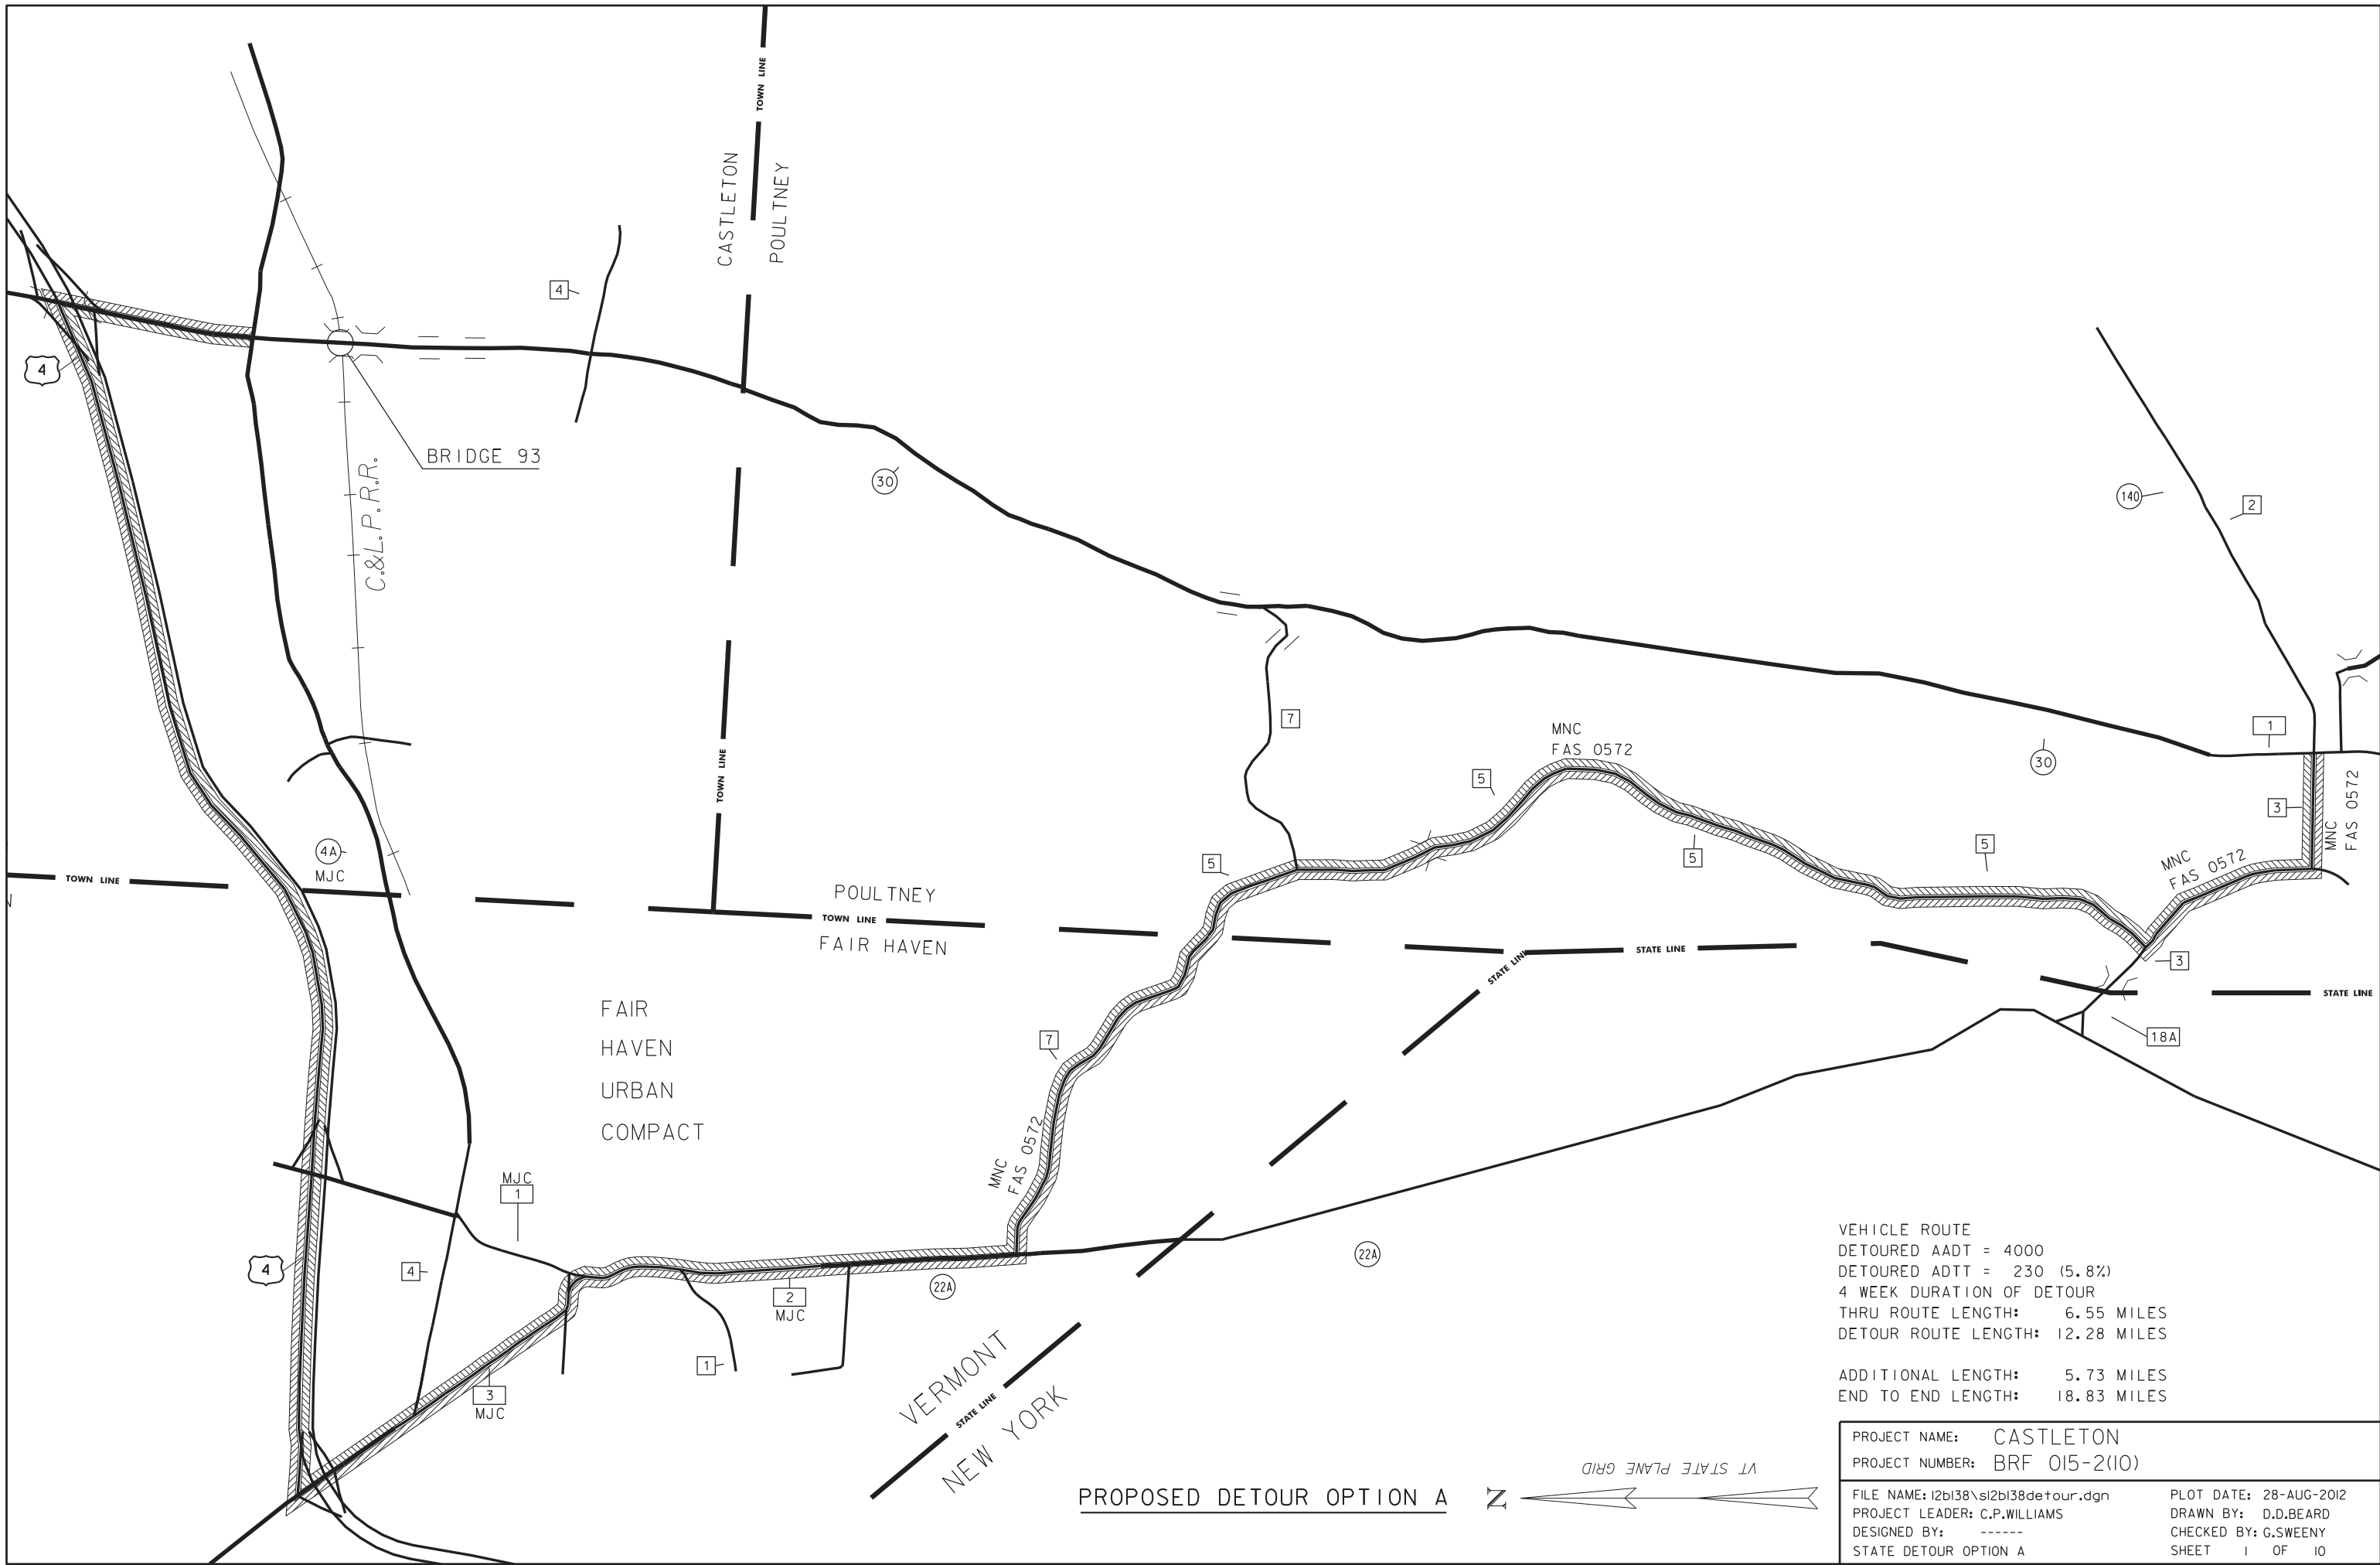 TOWN LINE
CASTLETON
POULTNEY
4
4
BRIDGE 93
C.&L.P.R.R.
30
140
2
7
MNC
FAS 0572
5
5
30
1
3
MNC
FAS 0572
TOWN LINE
4A
MJC
TOWN LINE
POULTNEY
TOWN LINE
FAIR HAVEN
5
5
MNC
FAS 0572
STATE LINE
STATE LINE
3
STATE LINE
18A
FAIR
HAVEN
URBAN
COMPACT
7
MNC
FAS 0572
MJC
1
4
4
22A
22A
2
MJC
1
3
MJC
VERMONT
STATE LINE
NEW YORK
VEHICLE ROUTE
DETOURED AADT = 4000
DETOURED ADTT = 230 (5.8%)
4 WEEK DURATION OF DETOUR
THRU ROUTE LENGTH: 6.55 MILES
DETOUR ROUTE LENGTH: 12.28 MILES
ADDITIONAL LENGTH: 5.73 MILES
END TO END LENGTH: 18.83 MILES
PROPOSED DETOUR OPTION A
N
VT STATE PLANE GRID
PROJECT NAME: CASTLETON
PROJECT NUMBER: BRF 015-2(10)
FILE NAME: 12b138\s12b138detour.dgn PLOT DATE: 28-AUG-2012
PROJECT LEADER: C.P.WILLIAMS DRAWN BY: D.D.BEARD
DESIGNED BY: ------ CHECKED BY: G.SWEENY
STATE DETOUR OPTION A SHEET 1 OF 10